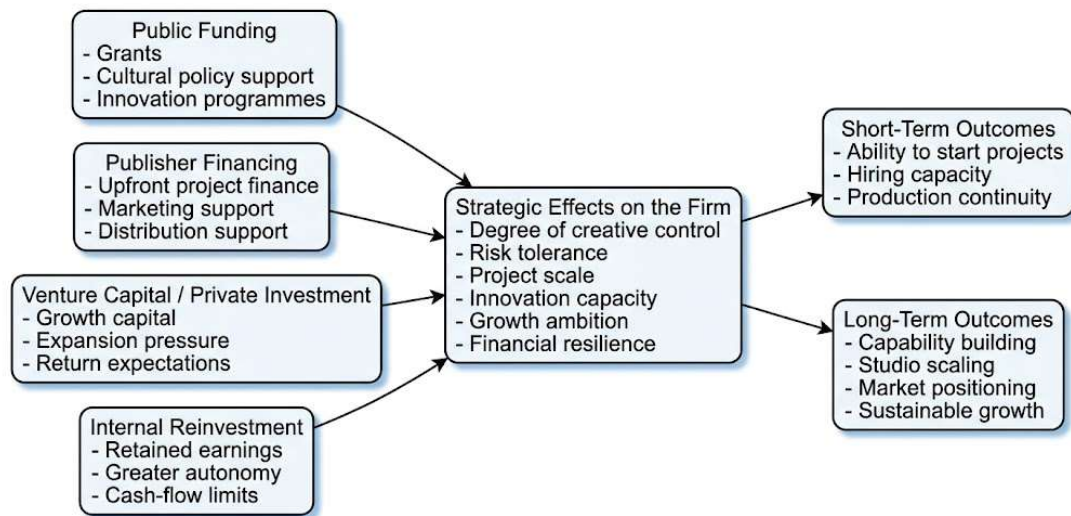 Public Funding
- Grants
- Cultural policy support
- Innovation programmes
Publisher Financing
- Upfront project finance
- Marketing support
- Distribution support
Venture Capital / Private Investment
- Growth capital
- Expansion pressure
- Return expectations
Internal Reinvestment
- Retained earnings
- Greater autonomy
- Cash-flow limits
Strategic Effects on the Firm
- Degree of creative control
- Risk tolerance
- Project scale
- Innovation capacity
- Growth ambition
- Financial resilience
Short-Term Outcomes
- Ability to start projects
- Hiring capacity
- Production continuity
Long-Term Outcomes
- Capability building
- Studio scaling
- Market positioning
- Sustainable growth